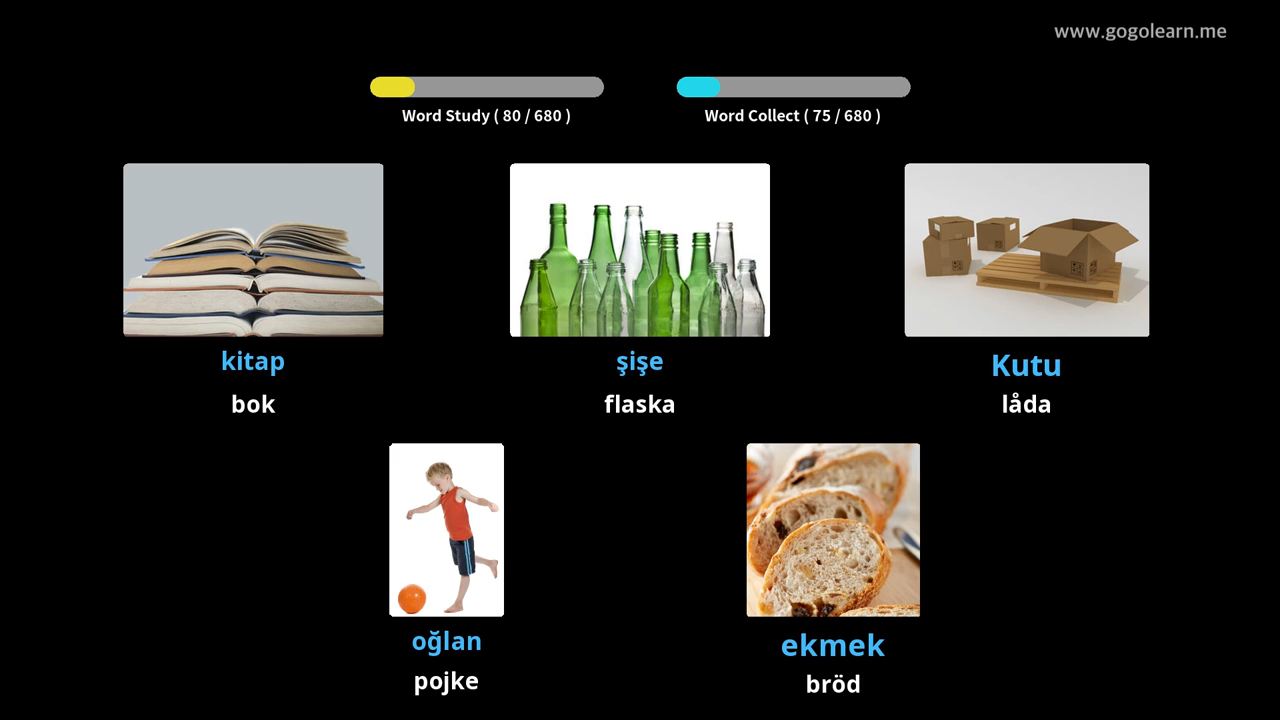 www.gogolearn.me
Word Study ( 80 / 680 )
Word Collect ( 75 / 680 )
kitap
bok
şişe
flaska
Kutu
låda
oğlan
pojke
ekmek
bröd